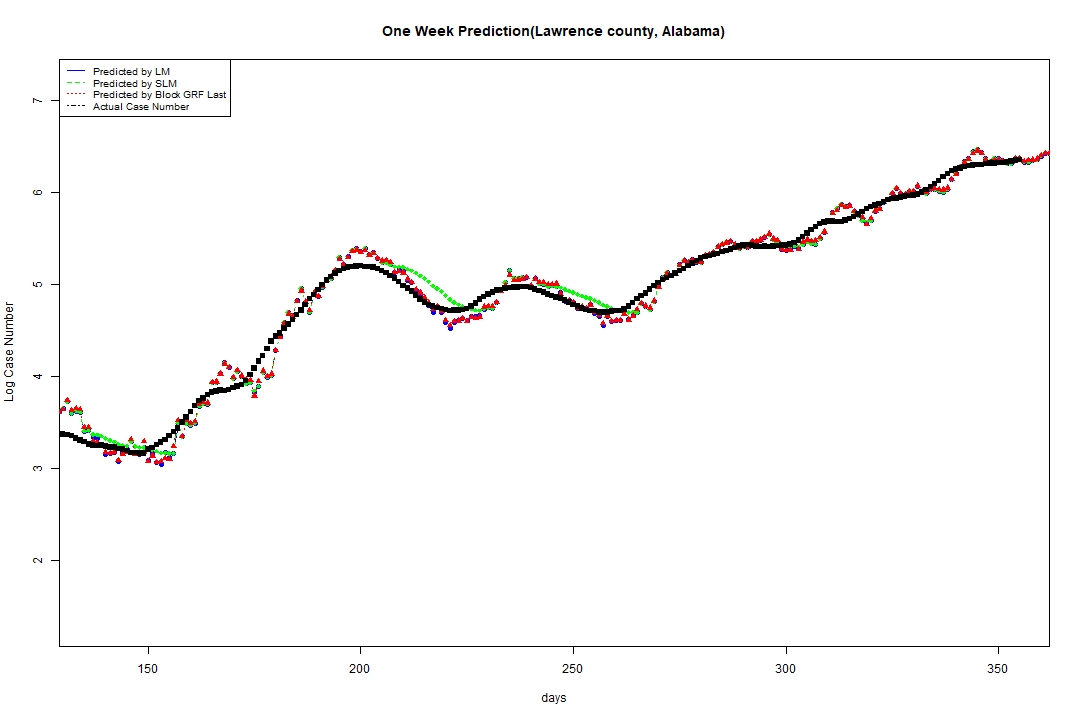 One Week Prediction(Lawrence county, Alabama)
Predicted by LM
Predicted by SLM
Predicted by Block GRF Last
Actual Case Number
7
6
5
4
3
2
Log Case Number
150 200 250 300 350
days